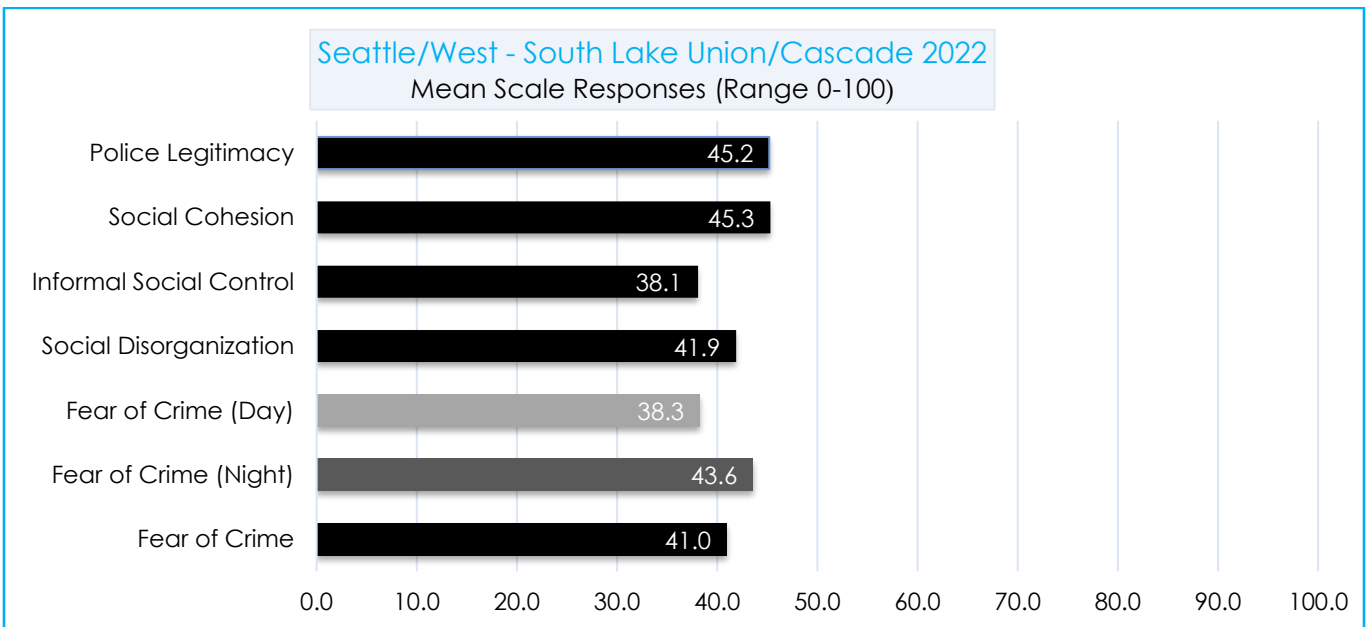 Seattle/West - South Lake Union/Cascade 2022
Mean Scale Responses (Range 0-100)
Police Legitimacy 45.2
Social Cohesion 45.3
Informal Social Control 38.1
Social Disorganization 41.9
Fear of Crime (Day) 38.3
Fear of Crime (Night) 43.6
Fear of Crime 41.0
0.0 10.0 20.0 30.0 40.0 50.0 60.0 70.0 80.0 90.0 100.0